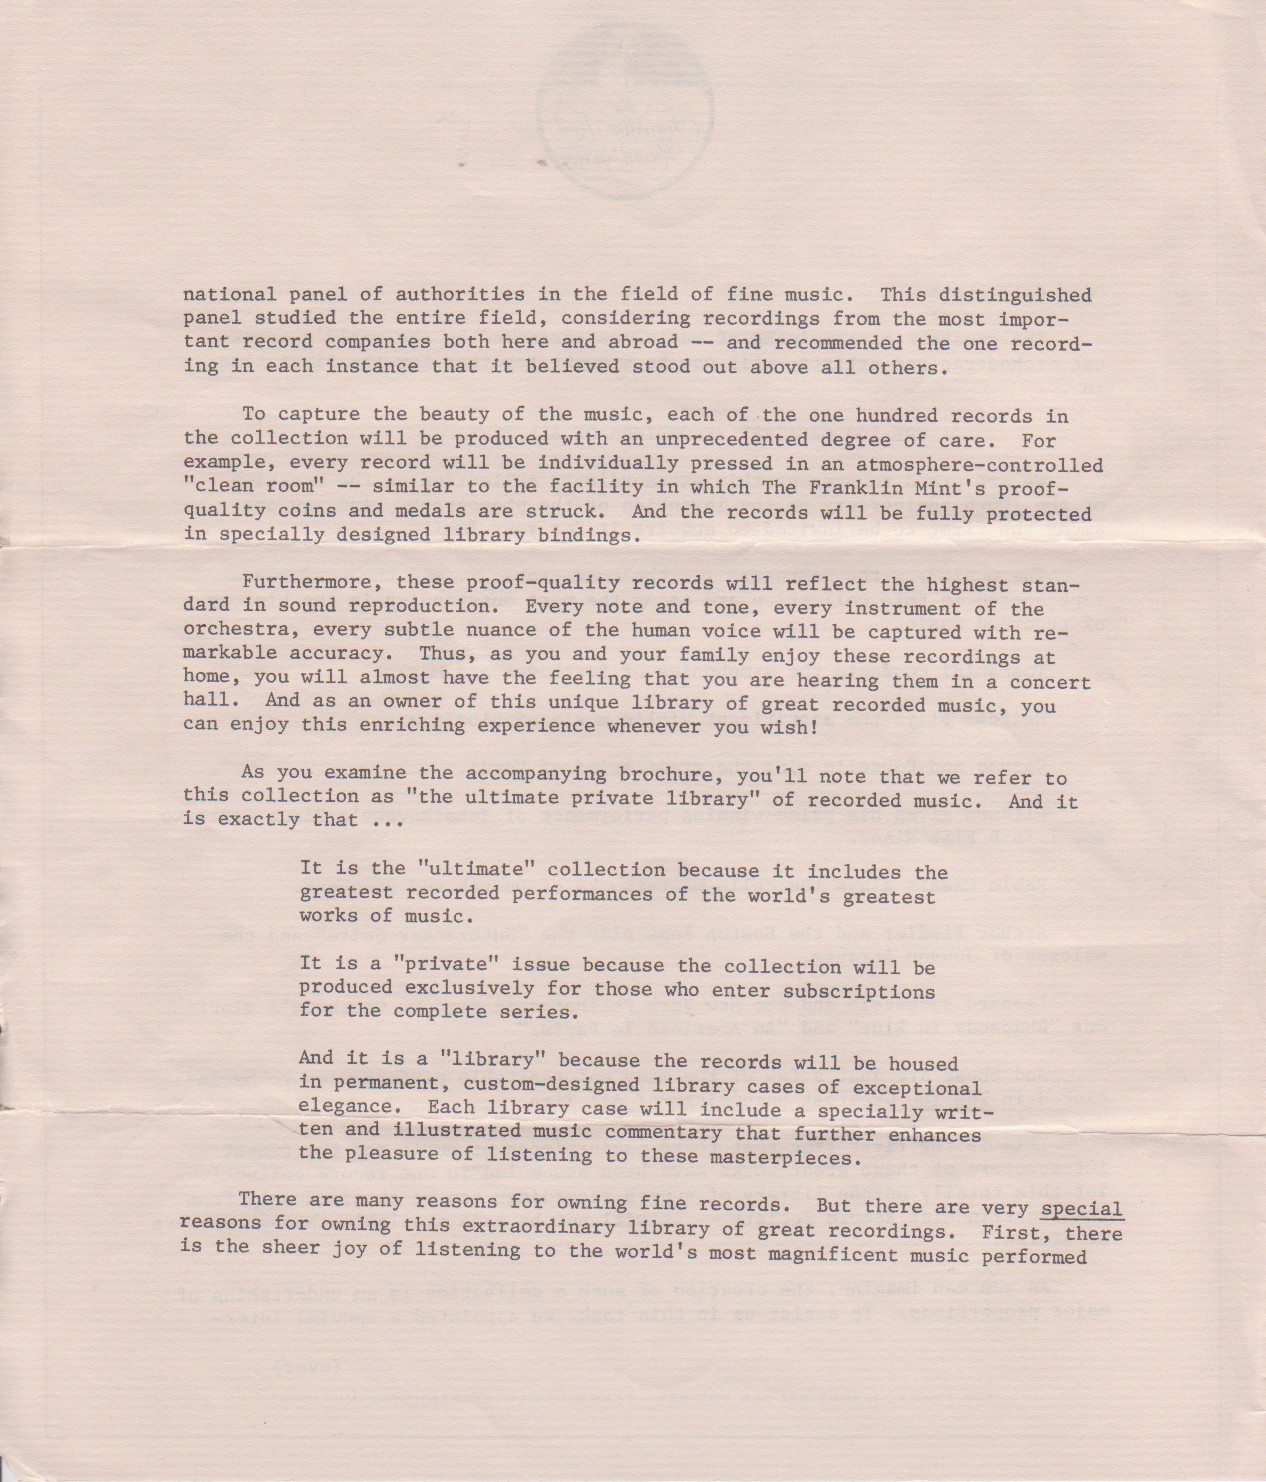 national panel of authorities in the field of fine music.  This distinguished
panel studied the entire field, considering recordings from the most impor-
tant record companies both here and abroad -- and recommended the one record-
ing in each instance that it believed stood out above all others.

To capture the beauty of the music, each of the one hundred records in
the collection will be produced with an unprecedented degree of care.  For
example, every record will be individually pressed in an atmosphere-controlled
"clean room" -- similar to the facility in which The Franklin Mint's proof-
quality coins and medals are struck.  And the records will be fully protected
in specially designed library bindings.

Furthermore, these proof-quality records will reflect the highest stan-
dard in sound reproduction.  Every note and tone, every instrument of the
orchestra, every subtle nuance of the human voice will be captured with re-
markable accuracy.  Thus, as you and your family enjoy these recordings at
home, you will almost have the feeling that you are hearing them in a concert
hall.  And as an owner of this unique library of great recorded music, you
can enjoy this enriching experience whenever you wish!

As you examine the accompanying brochure, you'll note that we refer to
this collection as "the ultimate private library" of recorded music.  And it
is exactly that ...

It is the "ultimate" collection because it includes the
greatest recorded performances of the world's greatest
works of music.

It is a "private" issue because the collection will be
produced exclusively for those who enter subscriptions
for the complete series.

And it is a "library" because the records will be housed
in permanent, custom-designed library cases of exceptional
elegance.  Each library case will include a specially writ-
ten and illustrated music commentary that further enhances
the pleasure of listening to these masterpieces.

There are many reasons for owning fine records.  But there are very special
reasons for owning this extraordinary library of great recordings.  First, there
is the sheer joy of listening to the world's most magnificent music performed